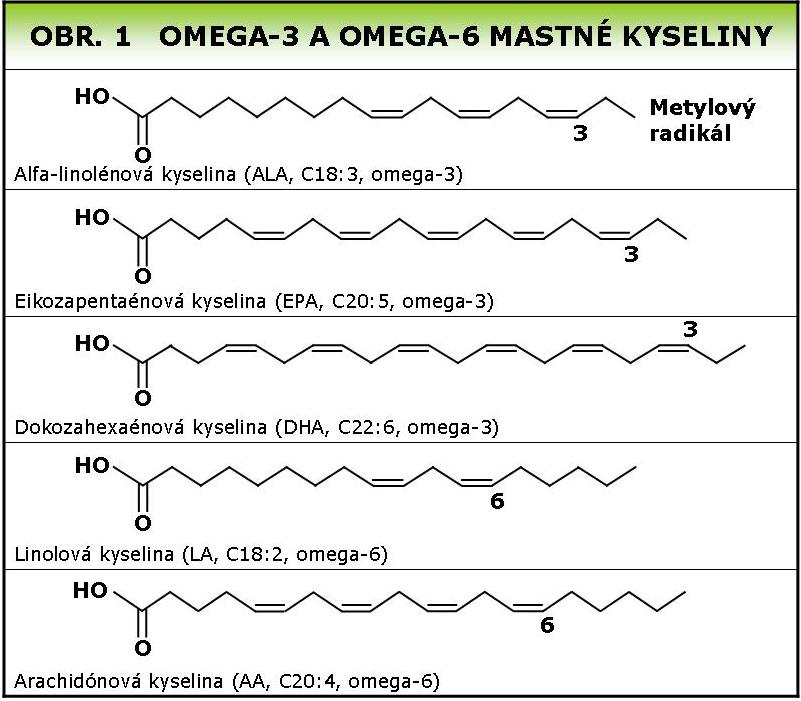 OBR. 1 OMEGA-3 A OMEGA-6 MASTNÉ KYSELINY
HO
O
3
Metylový
radikál
Alfa-linolénová kyselina (ALA, C18:3, omega-3)
HO
O
3
Eikozapentaénová kyselina (EPA, C20:5, omega-3)
HO
O
3
Dokozahexaénová kyselina (DHA, C22:6, omega-3)
HO
O
6
Linolová kyselina (LA, C18:2, omega-6)
HO
O
6
Arachidónová kyselina (AA, C20:4, omega-6)